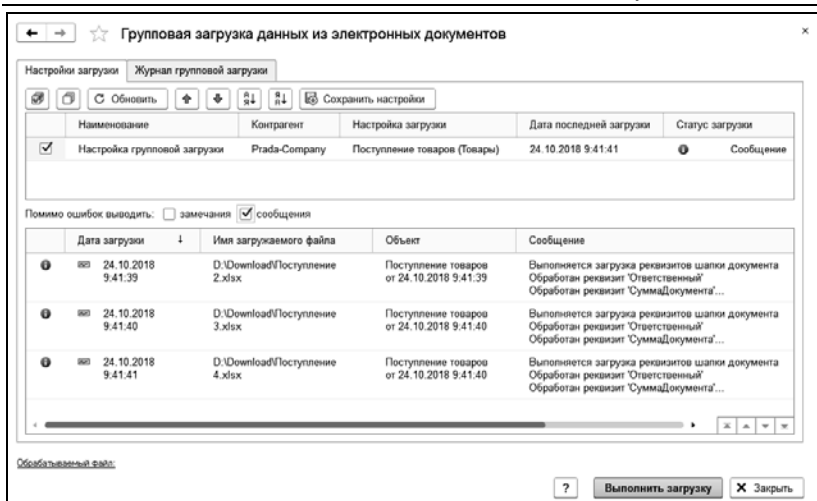 Групповая загрузка данных из электронных документов
Настройки загрузки Журнал групповой загрузки
Обновить Сохранить настройки
Наименование Контрагент Настройка загрузки Дата последней загрузки Статус загрузки
Настройка групповой загрузки Prada-Company Поступление товаров (Товары) 24.10.2018 9:41:41 Сообщение
Помимо ошибок выводить: замечания сообщения
Дата загрузки ↓ Имя загружаемого файла Объект Сообщение
24.10.2018 D:\Download\Поступление Поступление товаров Выполняется загрузка реквизитов шапки документа
9:41:39 2.xlsx от 24.10.2018 9:41:39 Обработан реквизит 'Ответственный'
Обработан реквизит 'СуммаДокумента'...
24.10.2018 D:\Download\Поступление Поступление товаров Выполняется загрузка реквизитов шапки документа
9:41:40 3.xlsx от 24.10.2018 9:41:40 Обработан реквизит 'Ответственный'
Обработан реквизит 'СуммаДокумента'...
24.10.2018 D:\Download\Поступление Поступление товаров Выполняется загрузка реквизитов шапки документа
9:41:41 4.xlsx от 24.10.2018 9:41:40 Обработан реквизит 'Ответственный'
Обработан реквизит 'СуммаДокумента'...
Обрабатываемый файл:
? Выполнить загрузку Закрыть